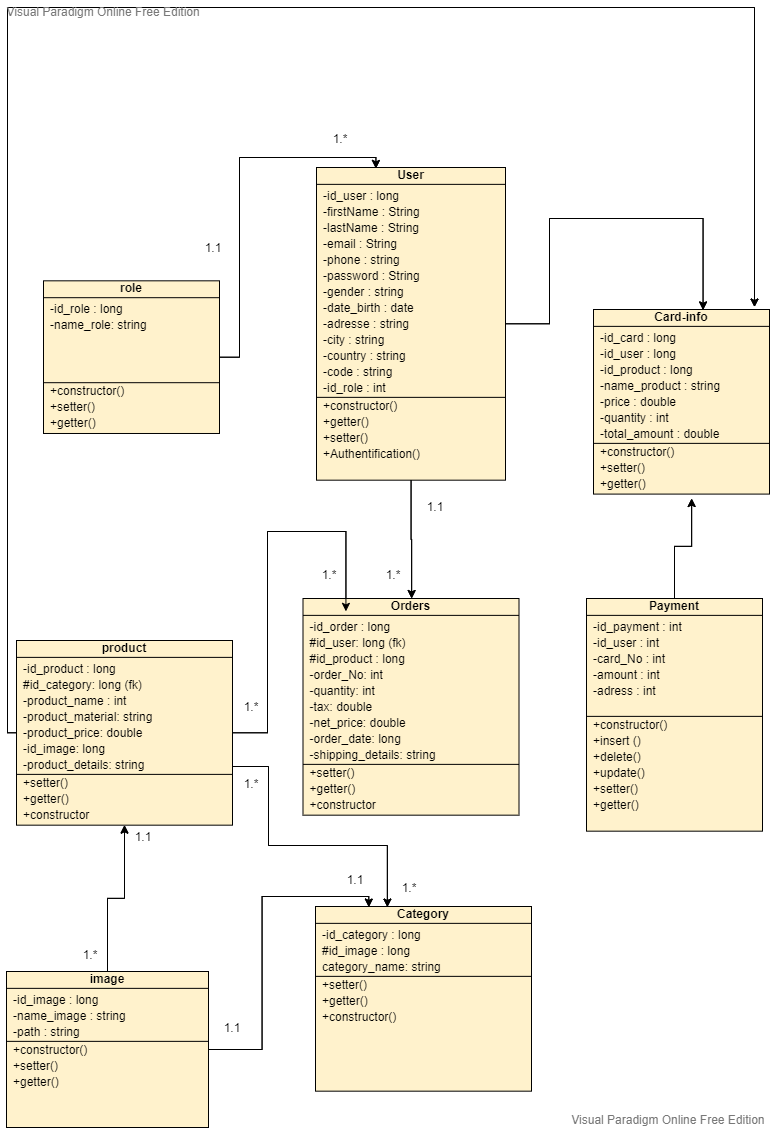 Visual Paradigm Online Free Edition
1.*
User
-id_user : long
-firstName : String
-lastName : String
-email : String
-phone : string
-password : String
-gender : string
-date_birth : date
-adresse : string
-city : string
-country : string
-code : string
-id_role : int
+constructor()
+getter()
+setter()
+Authentification()
1.1
role
-id_role : long
-name_role: string
+constructor()
+setter()
+getter()
Card-info
-id_card : long
-id_user : long
-id_product : long
-name_product : string
-price : double
-quantity : int
-total_amount : double
+constructor()
+setter()
+getter()
1.1
1.*
1.*
Orders
-id_order : long
#id_user: long (fk)
#id_product : long
-order_No: int
-quantity: int
-tax: double
-net_price: double
-order_date: long
-shipping_details: string
+setter()
+getter()
+constructor
Payment
-id_payment : int
-id_user : int
-card_No : int
-amount : int
-adress : int
+constructor()
+insert ()
+delete()
+update()
+setter()
+getter()
product
-id_product : long
#id_category: long (fk)
-product_name : int
-product_material: string
-product_price: double
-id_image: long
-product_details: string
+setter()
+getter()
+constructor
1.*
1.*
1.1
1.1
1.*
Category
-id_category : long
#id_image : long
category_name: string
+setter()
+getter()
+constructor()
1.*
image
-id_image : long
-name_image : string
-path : string
+constructor()
+setter()
+getter()
1.1
Visual Paradigm Online Free Edition